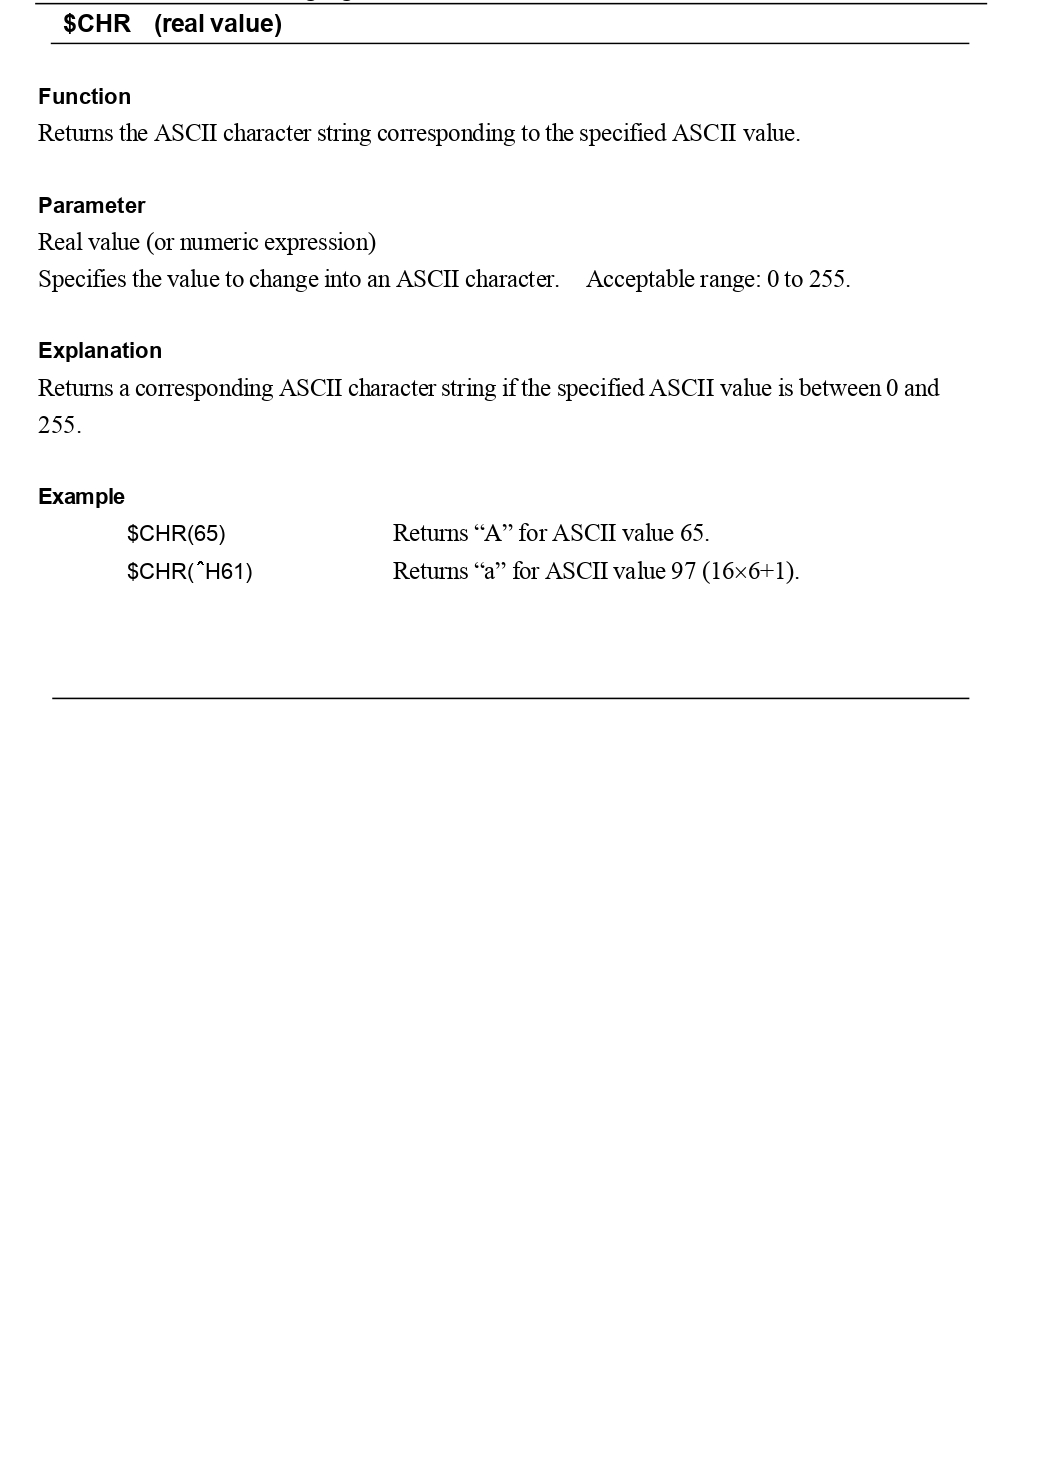 $CHR (real value)
Function
Returns the ASCII character string corresponding to the specified ASCII value.
Parameter
Real value (or numeric expression)
Specifies the value to change into an ASCII character. Acceptable range: 0 to 255.
Explanation
Returns a corresponding ASCII character string if the specified ASCII value is between 0 and
255.
Example
$CHR(65) Returns “A” for ASCII value 65.
$CHR(^H61) Returns “a” for ASCII value 97 (16×6+1).